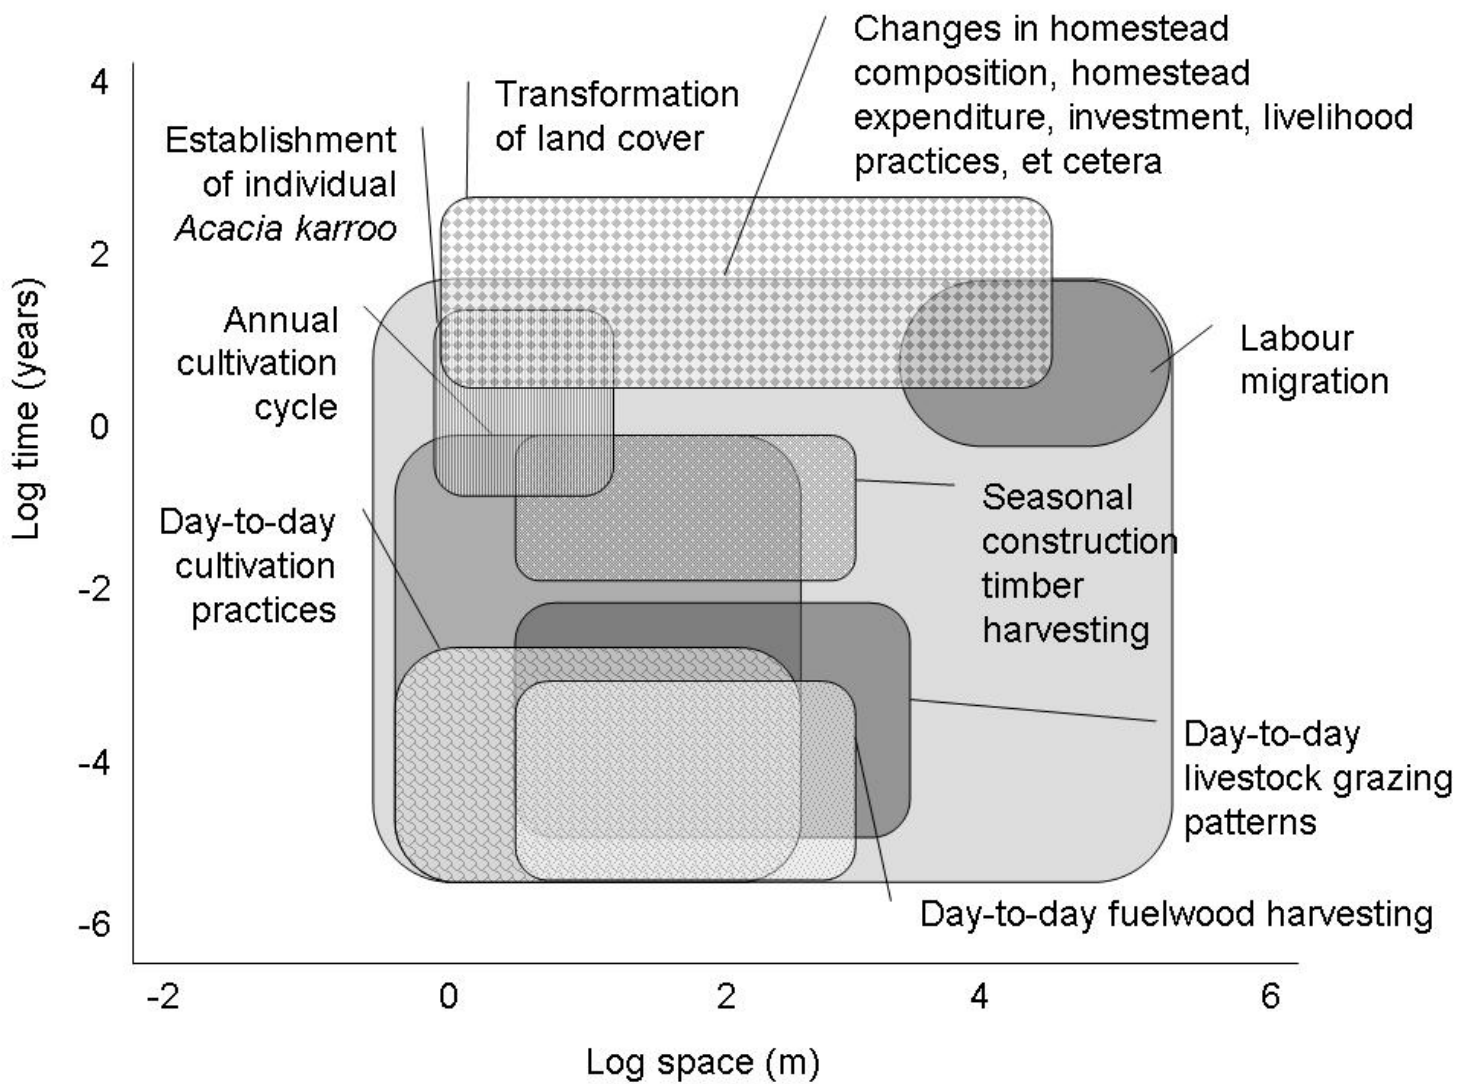 Changes in homestead
composition, homestead
expenditure, investment, livelihood
practices, et cetera
Transformation
of land cover
Establishment
of individual
Acacia karroo
Annual
cultivation
cycle
Day-to-day
cultivation
practices
Labour
migration
Seasonal
construction
timber
harvesting
Day-to-day
livestock grazing
patterns
Day-to-day fuelwood harvesting
Log time (years)
4
2
0
-2
-4
-6
-2 0 2 4 6
Log space (m)